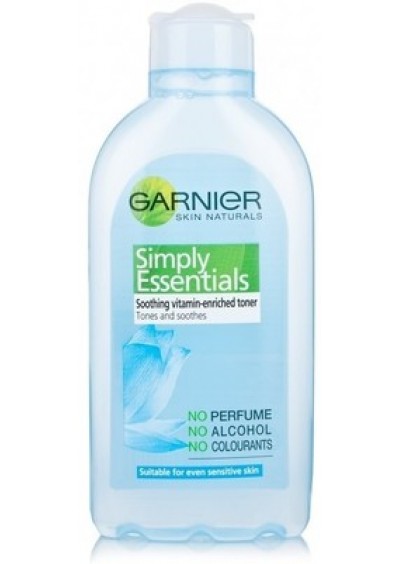 GARNIER
SKIN NATURALS
Simply
Essentials
Soothing vitamin-enriched toner
Tones and soothes
NO PERFUME
NO ALCOHOL
NO COLOURANTS
Suitable for even sensitive skin